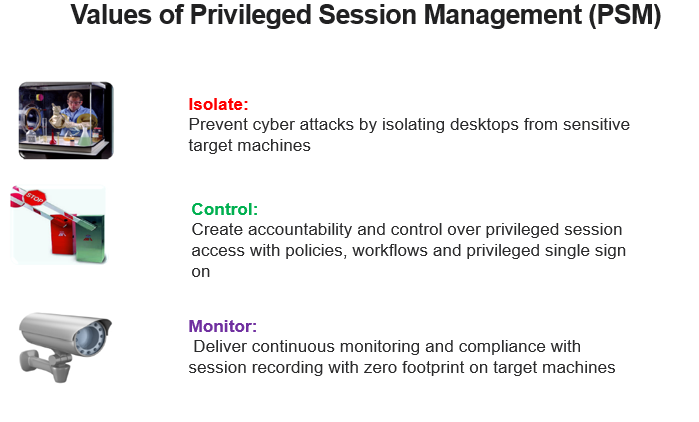 Values of Privileged Session Management (PSM)
Isolate:
Prevent cyber attacks by isolating desktops from sensitive
target machines
STOP
Control:
Create accountability and control over privileged session
access with policies, workflows and privileged single sign
on
Monitor:
Deliver continuous monitoring and compliance with
session recording with zero footprint on target machines